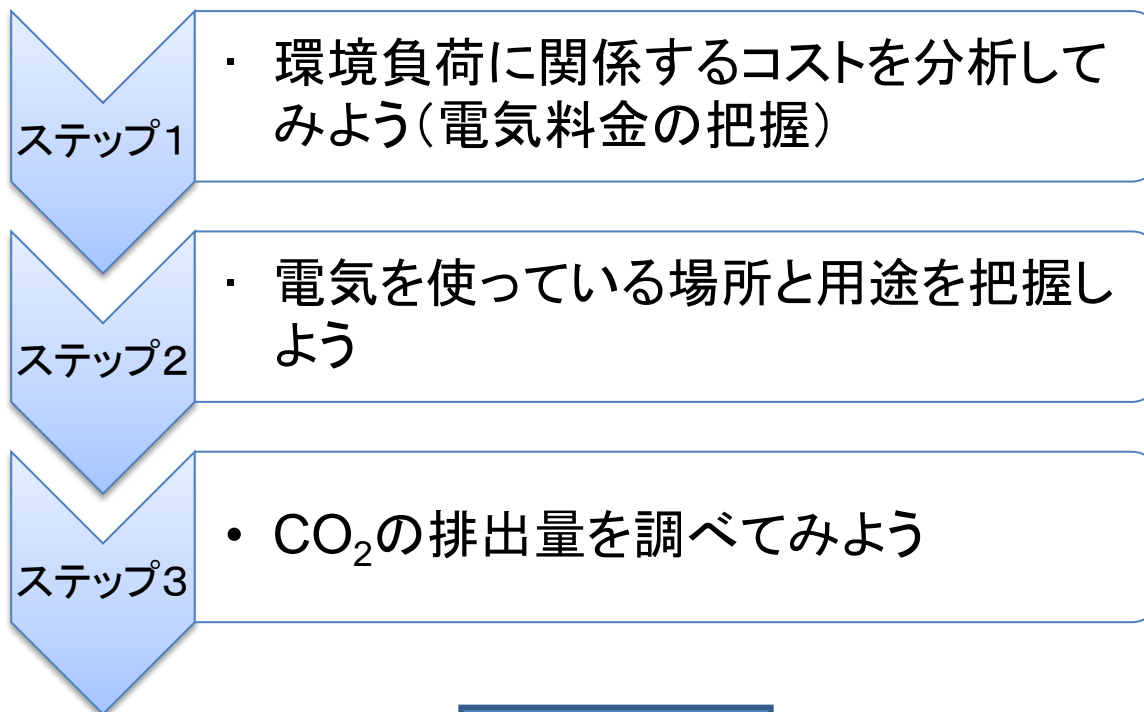 ステップ1
・ 環境負荷に関係するコストを分析して
みよう（電気料金の把握）
ステップ2
・ 電気を使っている場所と用途を把握し
よう
ステップ3
• CO₂の排出量を調べてみよう